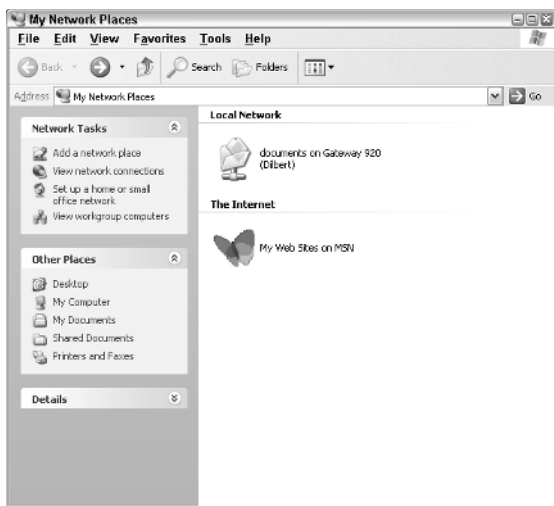 My Network Places
File Edit View Favorites Tools Help
Back Search Folders
Address My Network Places Go
Network Tasks
Add a network place
View network connections
Set up a home or small
office network
View workgroup computers
Other Places
Desktop
My Computer
My Documents
Shared Documents
Printers and Faxes
Details
Local Network
documents on Gateway 920
(Dilbert)
The Internet
My Web Sites on MSN